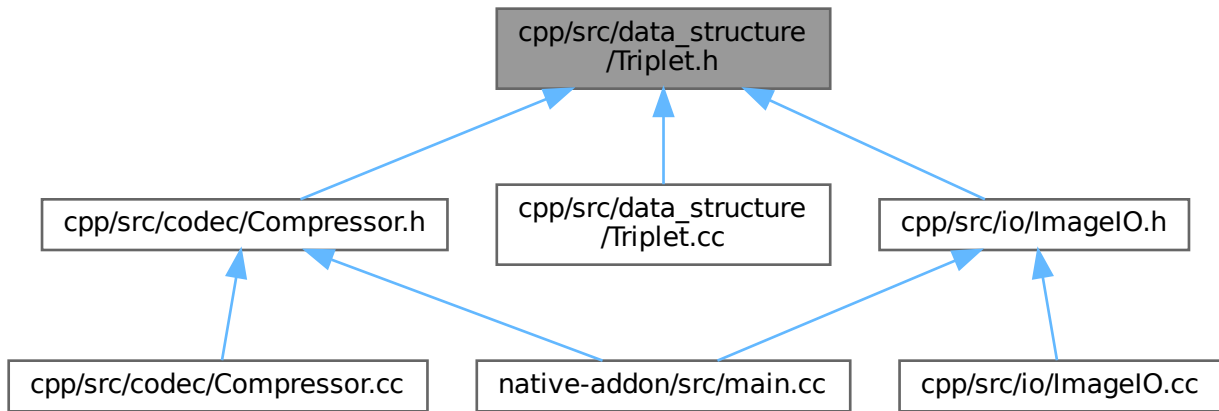 cpp/src/data_structure
/Triplet.h
cpp/src/codec/Compressor.h
cpp/src/data_structure
/Triplet.cc
cpp/src/io/ImageIO.h
cpp/src/codec/Compressor.cc
native-addon/src/main.cc
cpp/src/io/ImageIO.cc